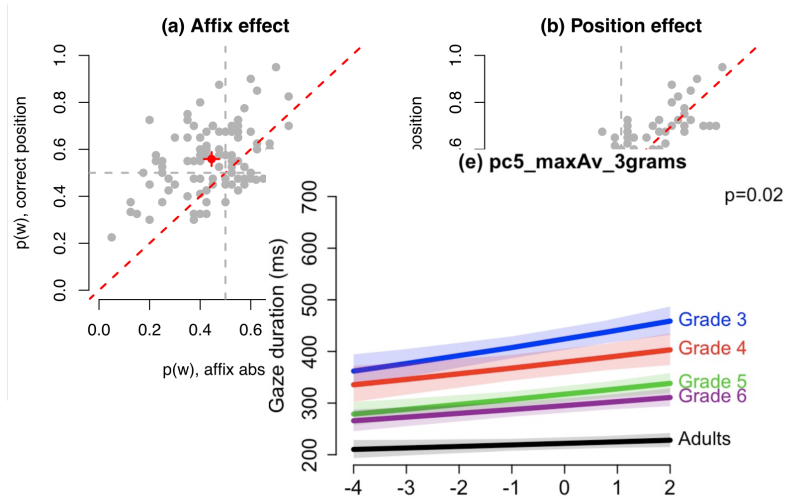 (a) Affix effect
(b) Position effect
p(w), correct position
1.0
0.8
0.6
0.4
0.2
0.0
0.0
0.2
0.4
0.6
p(w), affix abs
position
1.0
0.8
.6
(e) pc5_maxAv_3grams
p=0.02
Gaze duration (ms)
700
600
500
400
300
200
Grade 3
Grade 4
Grade 5
Grade 6
Adults
-4
-3
-2
-1
0
1
2